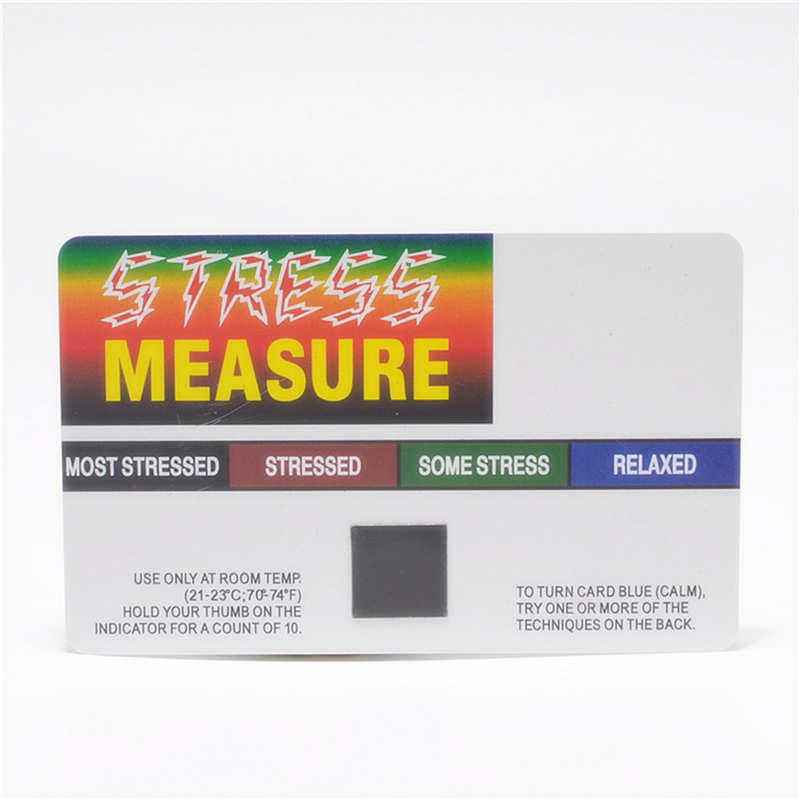 STRESS
MEASURE
MOST STRESSED STRESSED SOME STRESS RELAXED
USE ONLY AT ROOM TEMP.
(21-23°C;70°-74°F)
HOLD YOUR THUMB ON THE
INDICATOR FOR A COUNT OF 10.
TO TURN CARD BLUE (CALM),
TRY ONE OR MORE OF THE
TECHNIQUES ON THE BACK.